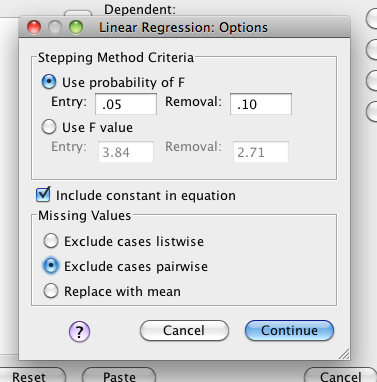 Dependent:
Linear Regression: Options
Stepping Method Criteria
Use probability of F
Entry: .05 Removal: .10
Use F value
Entry: 3.84 Removal: 2.71
Include constant in equation
Missing Values
Exclude cases listwise
Exclude cases pairwise
Replace with mean
? Cancel Continue
Reset Paste Cancel